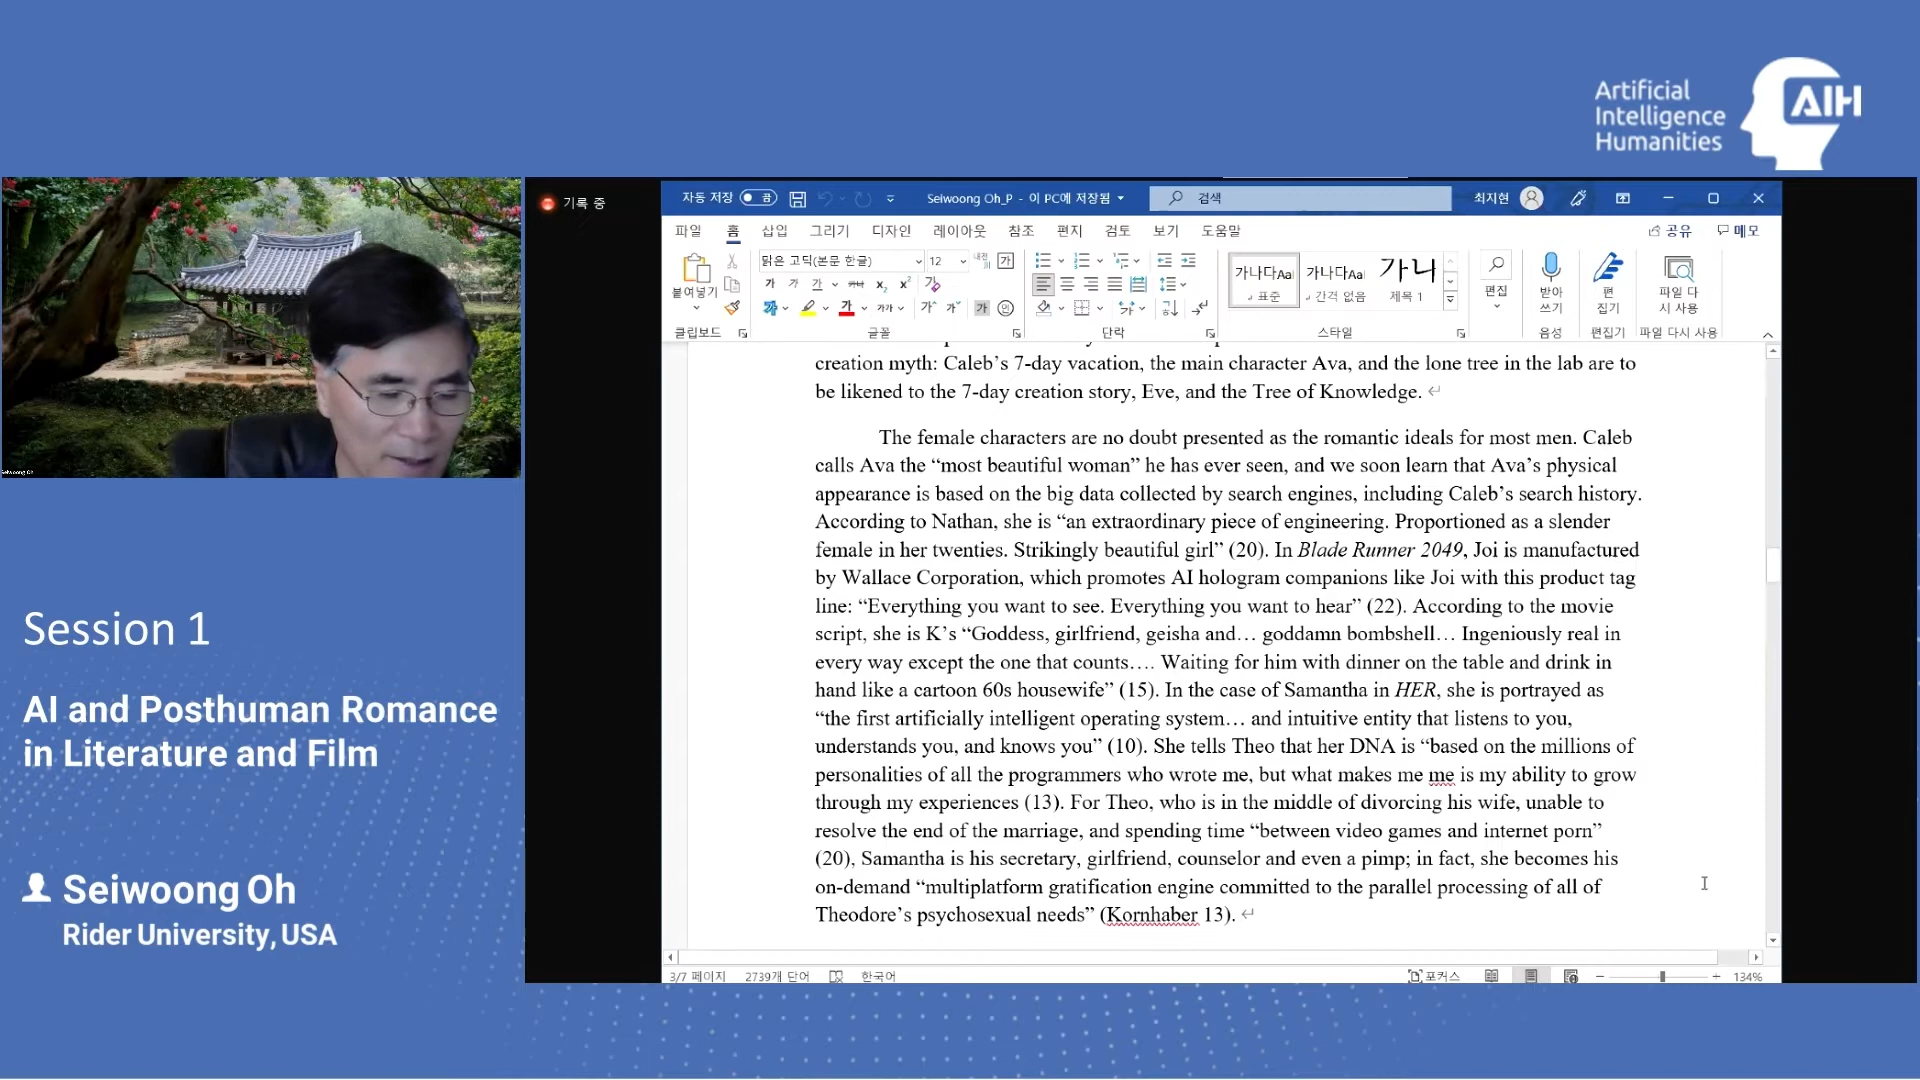 Artificial
Intelligence
Humanities
AIH
기록 중
자동 저장 끔
Seiwoong Oh_P - 이 PC에 저장됨
검색
최지현
파일 홈 삽입 그리기 디자인 레이아웃 참조 편지 검토 보기 도움말
공유 메모
맑은 고딕(본문 한글) 12
붙여넣기
가나다Aal 가나다Aal 가나
표준 간격 없음 제목 1
편집
받아
쓰기
편
집기
파일 다
시 사용
클립보드 글꼴 단락 스타일 음성 편집기 파일 다시 사용
creation myth: Caleb’s 7-day vacation, the main character Ava, and the lone tree in the lab are to
be likened to the 7-day creation story, Eve, and the Tree of Knowledge.
The female characters are no doubt presented as the romantic ideals for most men. Caleb
calls Ava the “most beautiful woman” he has ever seen, and we soon learn that Ava’s physical
appearance is based on the big data collected by search engines, including Caleb’s search history.
According to Nathan, she is “an extraordinary piece of engineering. Proportioned as a slender
female in her twenties. Strikingly beautiful girl” (20). In Blade Runner 2049, Joi is manufactured
by Wallace Corporation, which promotes AI hologram companions like Joi with this product tag
line: “Everything you want to see. Everything you want to hear” (22). According to the movie
script, she is K’s “Goddess, girlfriend, geisha and… goddamn bombshell… Ingeniously real in
every way except the one that counts…. Waiting for him with dinner on the table and drink in
hand like a cartoon 60s housewife” (15). In the case of Samantha in HER, she is portrayed as
“the first artificially intelligent operating system… and intuitive entity that listens to you,
understands you, and knows you” (10). She tells Theo that her DNA is “based on the millions of
personalities of all the programmers who wrote me, but what makes me me is my ability to grow
through my experiences (13). For Theo, who is in the middle of divorcing his wife, unable to
resolve the end of the marriage, and spending time “between video games and internet porn”
(20), Samantha is his secretary, girlfriend, counselor and even a pimp; in fact, she becomes his
on-demand “multiplatform gratification engine committed to the parallel processing of all of
Theodore’s psychosexual needs” (Kornhaber 13).
3/7 페이지 2739개 단어 한국어
포커스 134%
Seiwoong Oh
Session 1
AI and Posthuman Romance
in Literature and Film
Seiwoong Oh
Rider University, USA